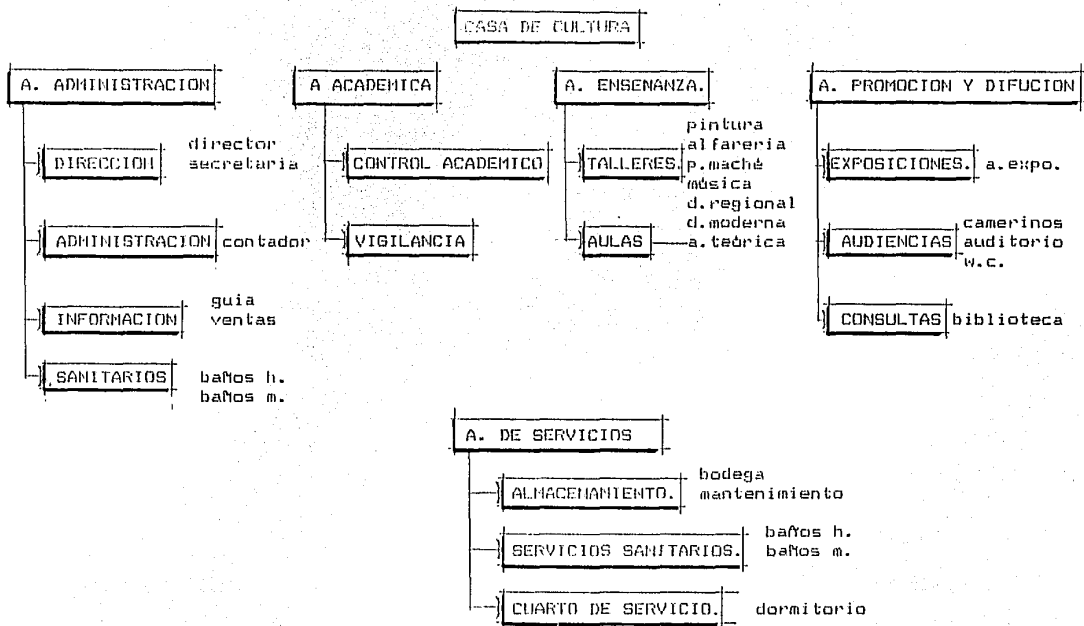 CASA DE CULTURA
A. ADMINISTRACION
DIRECCION
director
secretaria
ADMINISTRACION
contador
INFORMACION
guia
ventas
SANITARIOS
baños h.
baños m.
A ACADEMICA
CONTROL ACADEMICO
VIGILANCIA
A. ENSENANZA.
TALLERES.
pintura
alfareria
p.maché
música
d.regional
d.moderna
AULAS
a.teórica
A. PROMOCION Y DIFUCION
EXPOSICIONES.
a.expo.
AUDIENCIAS
camerinos
auditorio
w.c.
CONSULTAS
biblioteca
A. DE SERVICIOS
ALMACENAMIENTO.
bodega
mantenimiento
SERVICIOS SANITARIOS.
baños h.
baños m.
CUARTO DE SERVICIO.
dormitorio